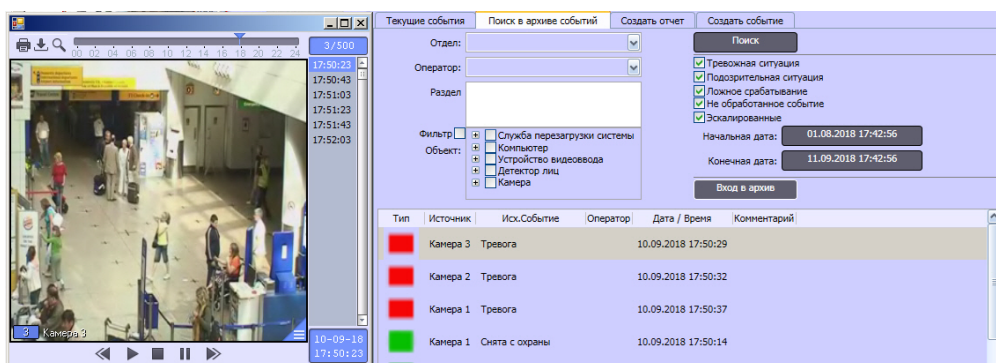 3/500
00 02 04 06 08 10 12 14 16 18 20 22 24
17:50:23
17:50:43
17:51:03
17:51:23
17:51:43
17:52:03
3 Камера 3
10-09-18
17:50:23
Текущие события Поиск в архиве событий Создать отчет Создать событие
Отдел:
Оператор:
Раздел
Фильтр
Объект:
Служба перезагрузки системы
Компьютер
Устройство видеоввода
Детектор лиц
Камера
Поиск
Тревожная ситуация
Подозрительная ситуация
Ложное срабатывание
Не обработанное событие
Эскалированные
Начальная дата: 01.08.2018 17:42:56
Конечная дата: 11.09.2018 17:42:56
Вход в архив
Тип Источник Исх.Событие Оператор Дата / Время Комментарий
Камера 3 Тревога 10.09.2018 17:50:29
Камера 2 Тревога 10.09.2018 17:50:32
Камера 1 Тревога 10.09.2018 17:50:37
Камера 1 Снята с охраны 10.09.2018 17:50:14